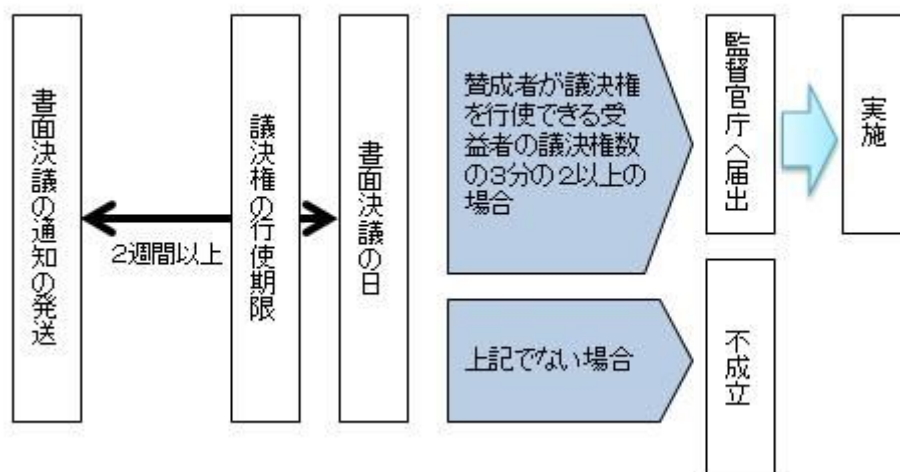 書面決議の通知の発送
2週間以上
議決権の行使期限
書面決議の日
賛成者が議決権
を行使できる受
益者の議決権数
の3分の2以上の
場合
監督官庁へ届出
実施
上記でない場合
不成立